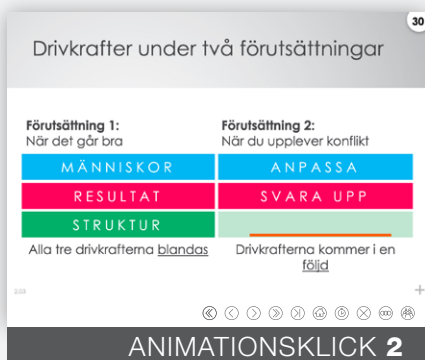 30
Drivkrafter under två förutsättningar
Förutsättning 1:
När det går bra
Förutsättning 2:
När du upplever konflikt
MÄNNISKOR
ANPASSA
RESULTAT
SVARA UPP
STRUKTUR
Alla tre drivkrafterna blandas
Drivkrafterna kommer i en
följd
ANIMATIONSKLICK 2